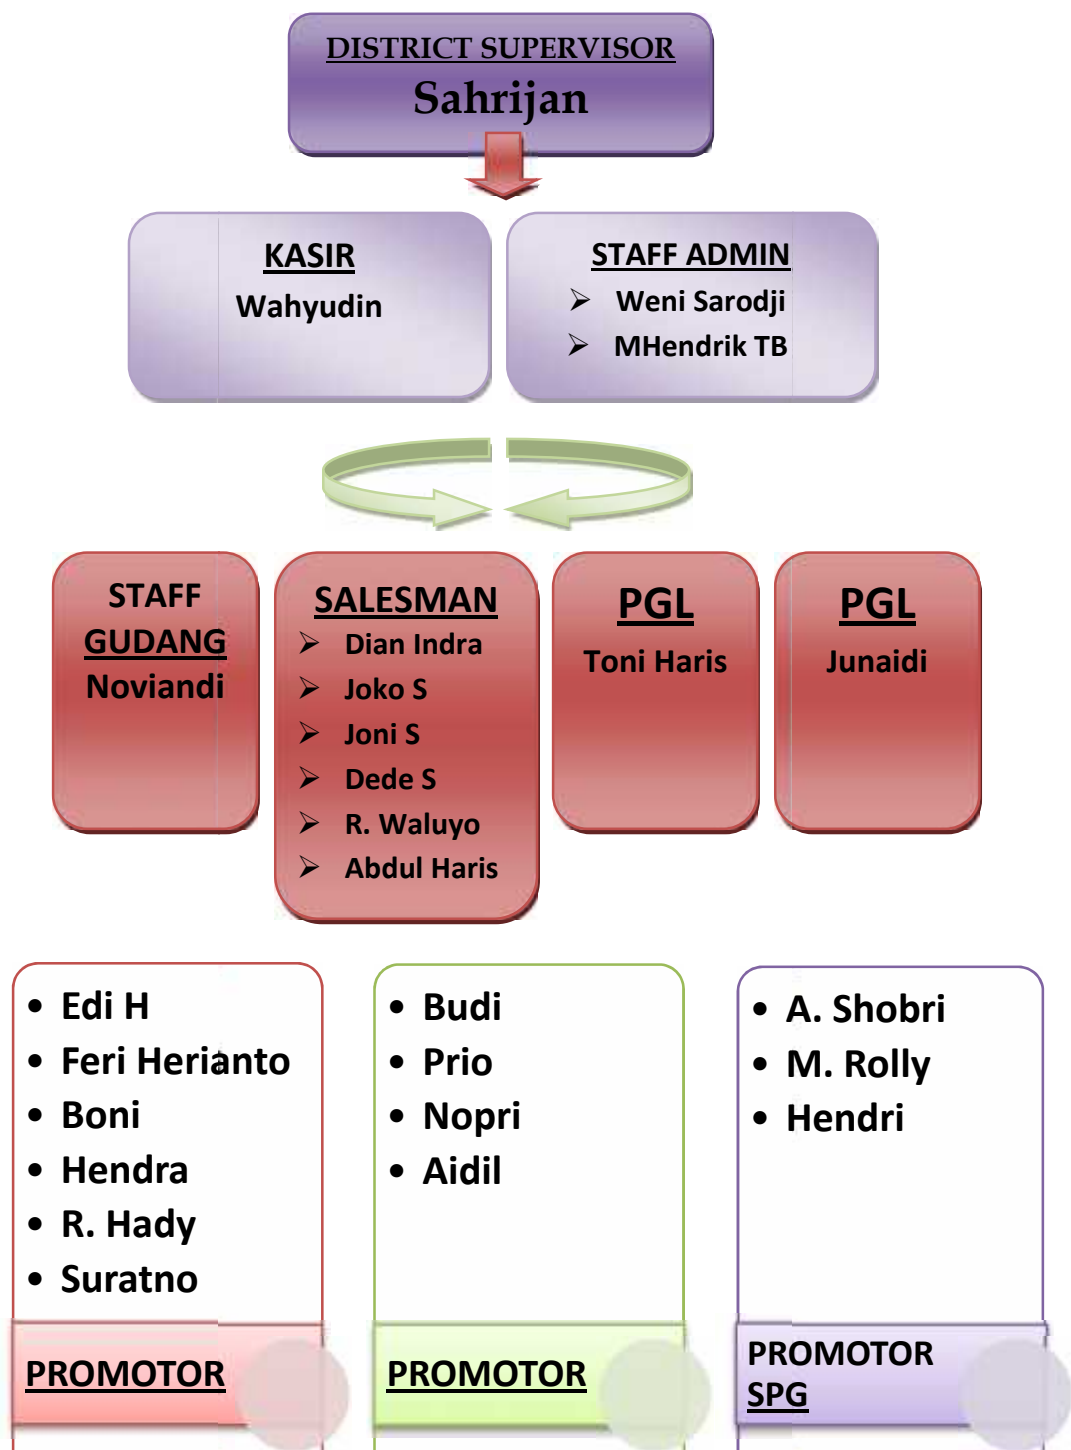 DISTRICT SUPERVISOR
Sahrijan
KASIR
Wahyudin
STAFF ADMIN
➢ Weni Sarodji
➢ MHendrik TB
STAFF
GUDANG
Noviandi
SALESMAN
➢ Dian Indra
➢ Joko S
➢ Joni S
➢ Dede S
➢ R. Waluyo
➢ Abdul Haris
PGL
Toni Haris
PGL
Junaidi
• Edi H
• Feri Herianto
• Boni
• Hendra
• R. Hady
• Suratno
PROMOTOR
• Budi
• Prio
• Nopri
• Aidil
PROMOTOR
• A. Shobri
• M. Rolly
• Hendri
PROMOTOR
SPG